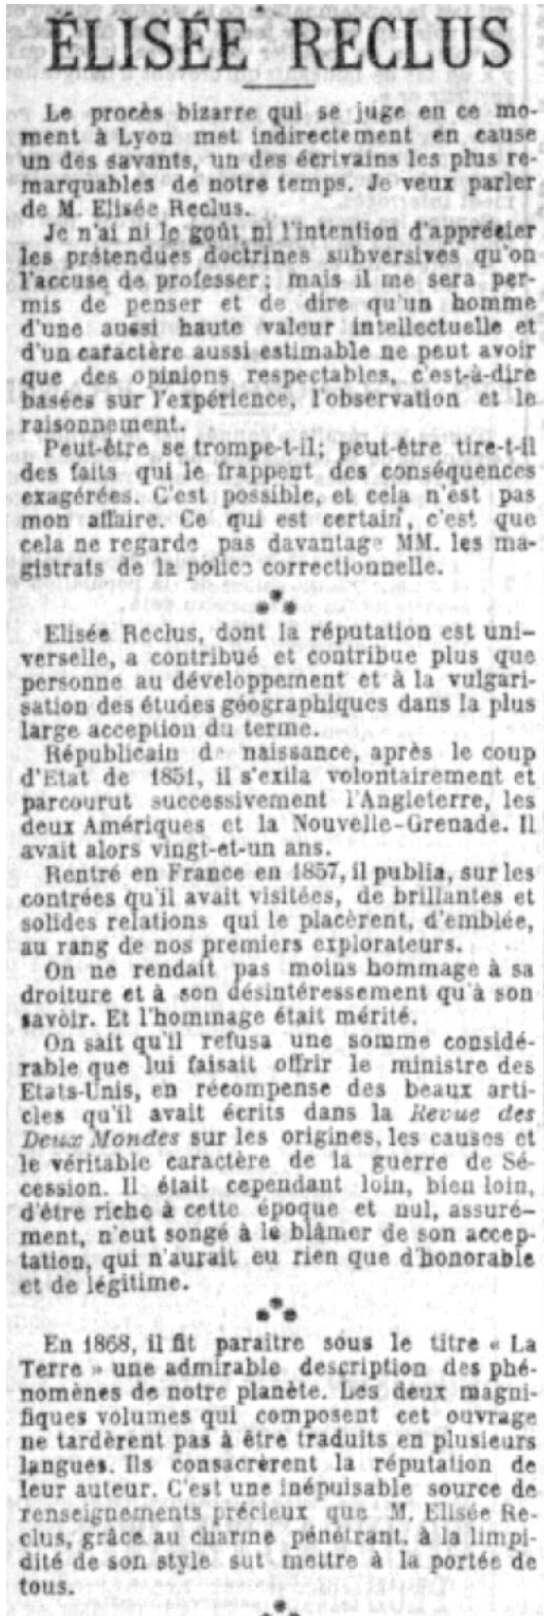 ÉLISÉE RECLUS
Le procès bizarre qui se juge en ce mo-
ment à Lyon met indirectement en cause
un des savants, un des écrivains les plus re-
marquables de notre temps. Je veux parler
de M. Elisée Reclus.
Je n'ai ni le goût ni l'intention d'apprécier
les prétendues doctrines subversives qu'on
l'accuse de professer; mais il me sera per-
mis de penser et de dire qu'un homme
d'une aussi haute valeur intellectuelle et
d'un caractère aussi estimable ne peut avoir
que des opinions respectables, c'est-à-dire
basées sur l'expérience, l'observation et le
raisonnement.
Peut-être se trompe-t-il; peut-être tire-t-il
des faits qui le frappent des conséquences
exagérées. C'est possible, et cela n'est pas
mon affaire. Ce qui est certain, c'est que
cela ne regarde pas davantage MM. les ma-
gistrats de la police correctionnelle.
Elisée Reclus, dont la réputation est uni-
verselle, a contribué et contribue plus que
personne au développement et à la vulgari-
sation des études géographiques dans la plus
large acception du terme.
Républicain de naissance, après le coup
d'Etat de 1851, il s'exila volontairement et
parcourut successivement l'Angleterre, les
deux Amériques et la Nouvelle-Grenade. Il
avait alors vingt-et-un ans.
Rentré en France en 1857, il publia, sur les
contrées qu'il avait visitées, de brillantes et
solides relations qui le placèrent, d'emblée,
au rang de nos premiers explorateurs.
On ne rendait pas moins hommage à sa
droiture et à son désintéressement qu'à son
savoir. Et l'hommage était mérité.
On sait qu'il refusa une somme considé-
rable que lui faisait offrir le ministre des
Etats-Unis, en récompense des beaux arti-
cles qu'il avait écrits dans la Revue des
Deux Mondes sur les origines, les causes et
le véritable caractère de la guerre de Sé-
cession. Il était cependant loin, bien loin,
d'être riche à cette époque et nul, assuré-
ment, n'eut songé à le blâmer de son accep-
tation, qui n'aurait eu rien que d'honorable
et de légitime.
En 1868, il fit paraitre sous le titre « La
Terre » une admirable description des phé-
nomènes de notre planète. Les deux magni-
fiques volumes qui composent cet ouvrage
ne tardèrent pas à être traduits en plusieurs
langues. Ils consacrèrent la réputation de
leur auteur. C'est une inépuisable source de
renseignements précieux que M. Elisée Re-
clus, grâce au charme pénétrant, à la limpi-
dité de son style sut mettre à la portée de
tous.